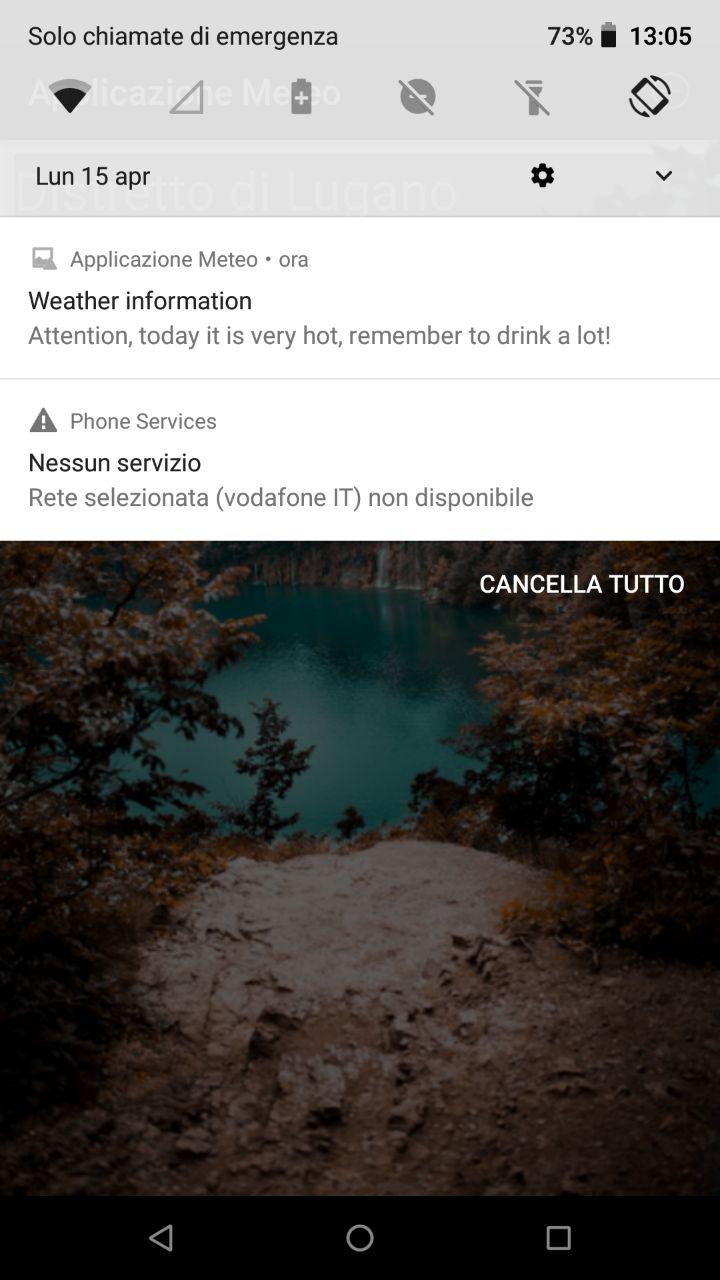 Solo chiamate di emergenza 73% 13:05
Applicazione Meteo
Lun 15 apr
Distretto di Lugano
Applicazione Meteo • ora
Weather information
Attention, today it is very hot, remember to drink a lot!
Phone Services
Nessun servizio
Rete selezionata (vodafone IT) non disponibile
CANCELLA TUTTO